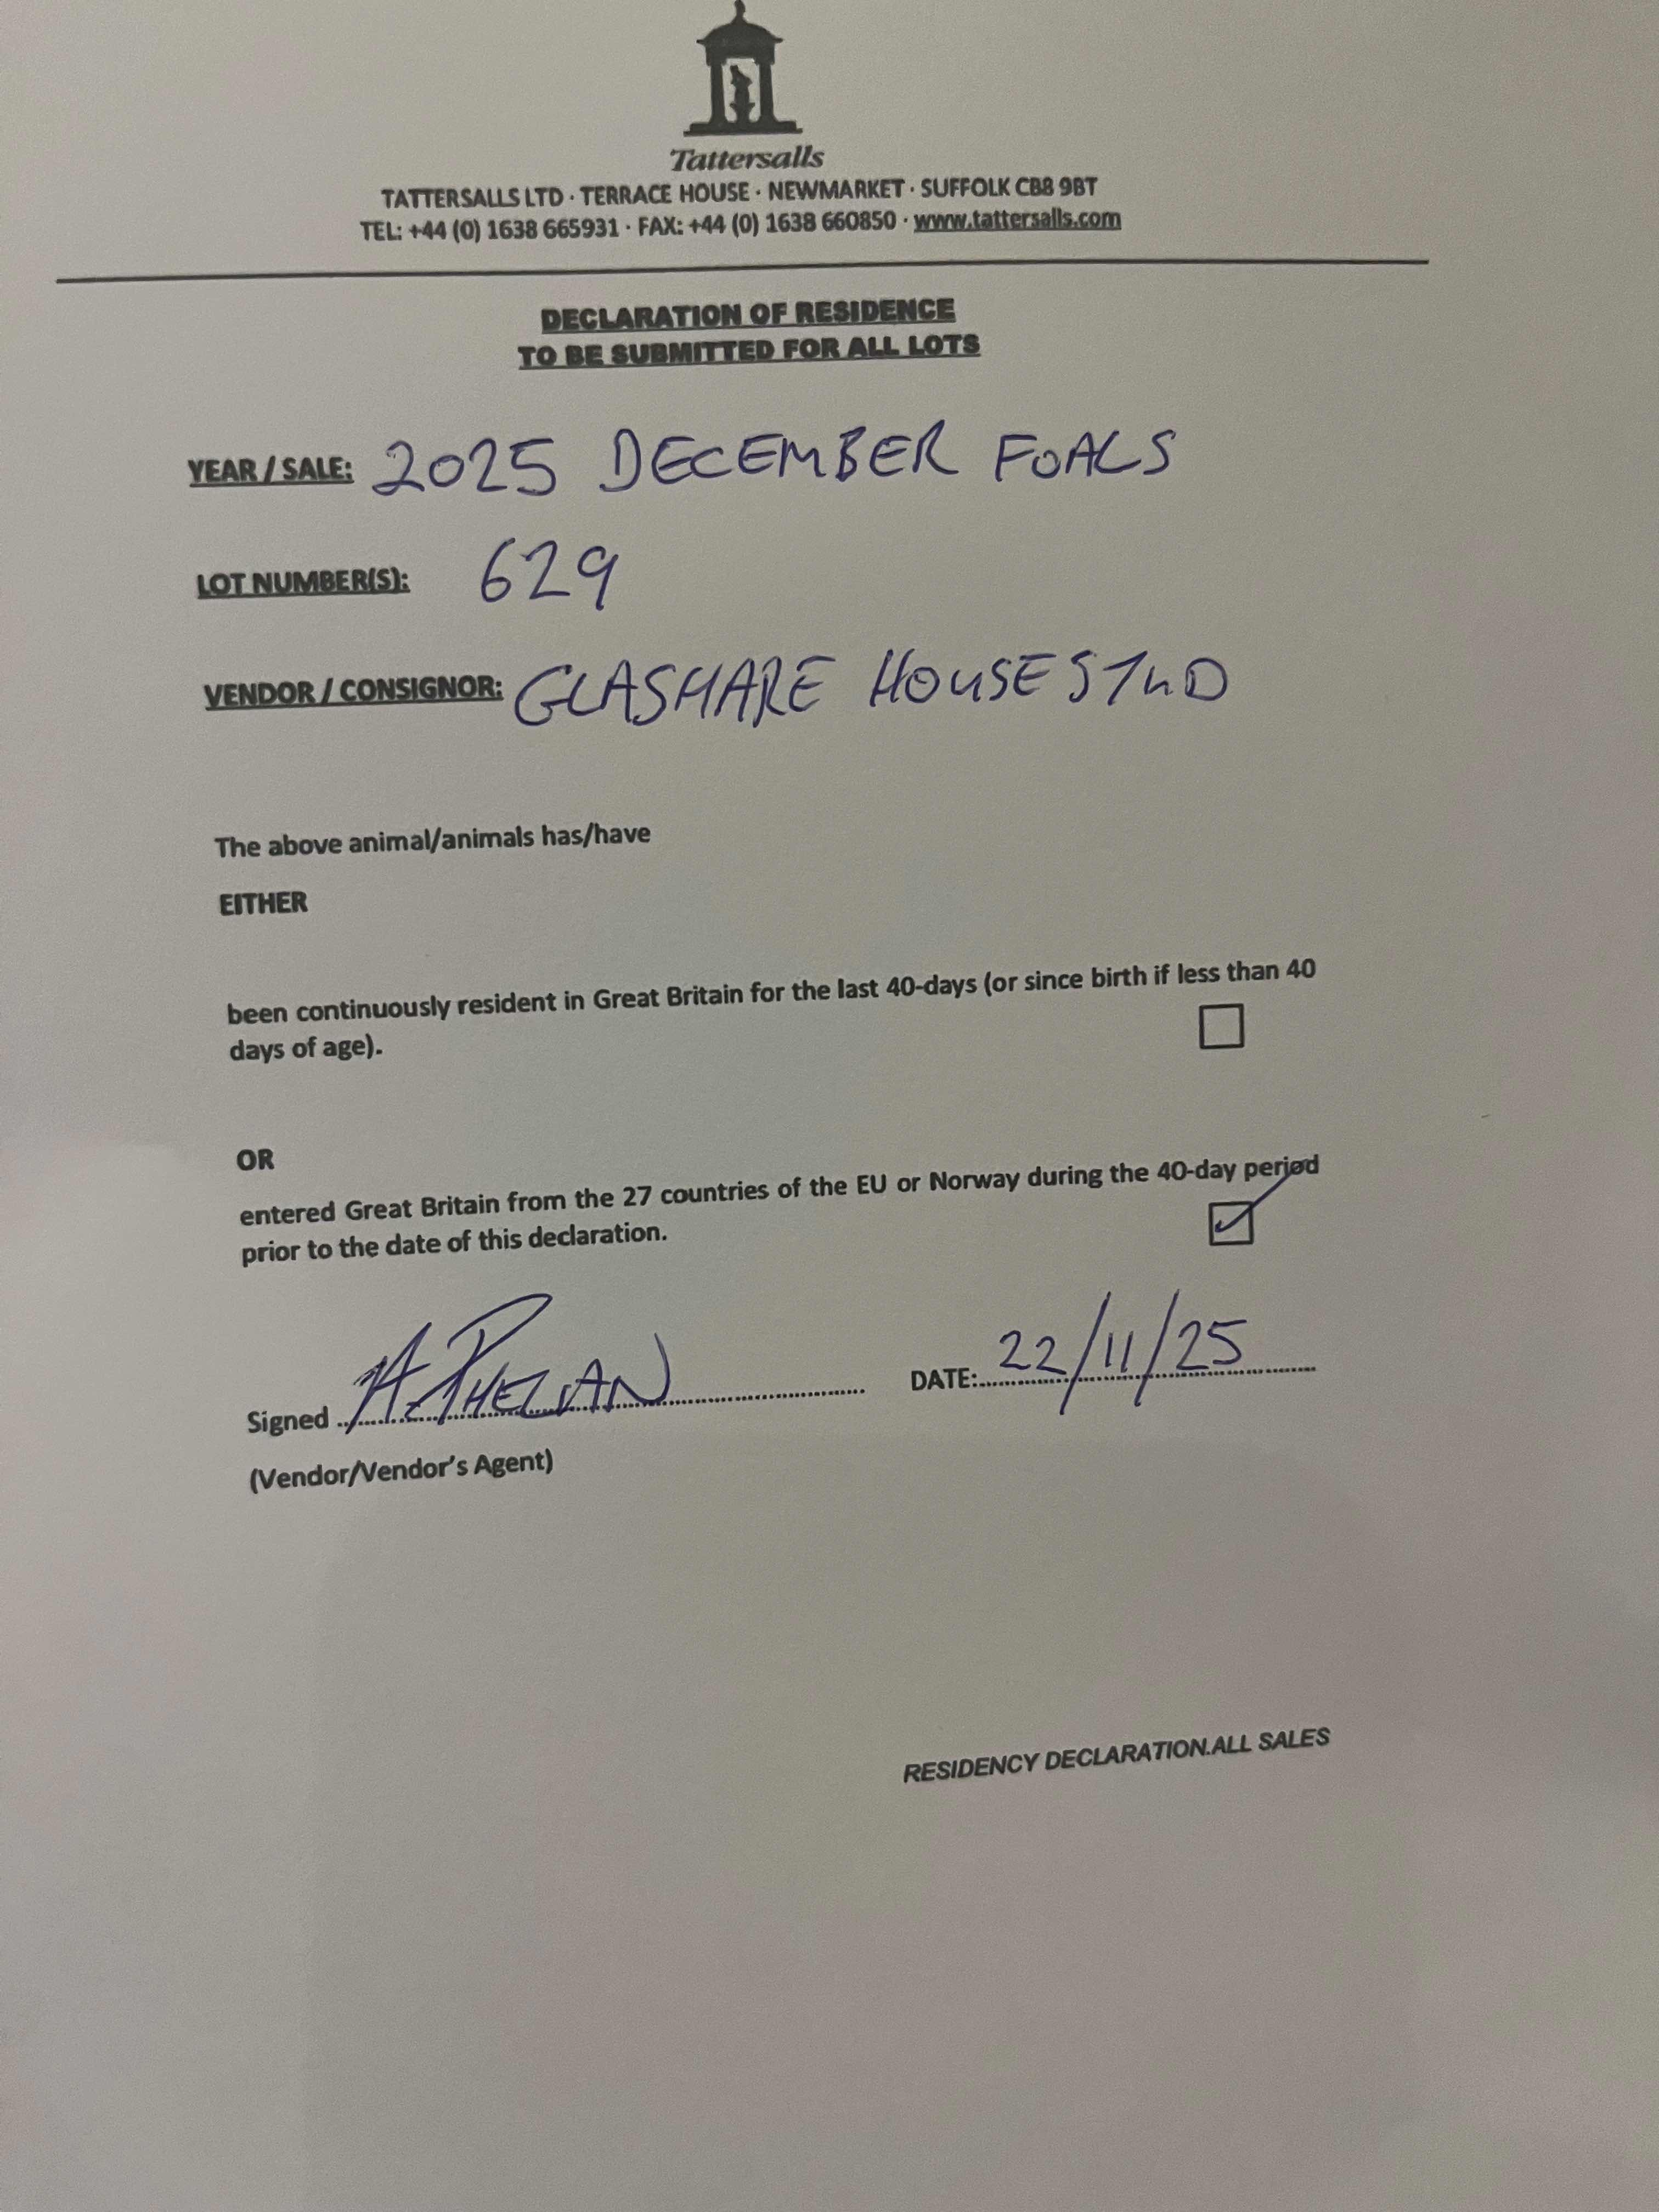 Tattersalls
TATTERSALLS LTD · TERRACE HOUSE · NEWMARKET · SUFFOLK CB8 9BT
TEL: +44 (0) 1638 665931 · FAX: +44 (0) 1638 660850 · www.tattersalls.com
DECLARATION OF RESIDENCE
TO BE SUBMITTED FOR ALL LOTS
YEAR / SALE: 2025 DECEMBER FOALS
LOT NUMBER(S): 629
VENDOR / CONSIGNOR: GLASHARE HOUSE STUD
The above animal/animals has/have
EITHER
been continuously resident in Great Britain for the last 40-days (or since birth if less than 40
days of age).
OR
entered Great Britain from the 27 countries of the EU or Norway during the 40-day period
prior to the date of this declaration.
Signed A PHELAN DATE: 22/11/25
(Vendor/Vendor's Agent)
RESIDENCY DECLARATION.ALL SALES